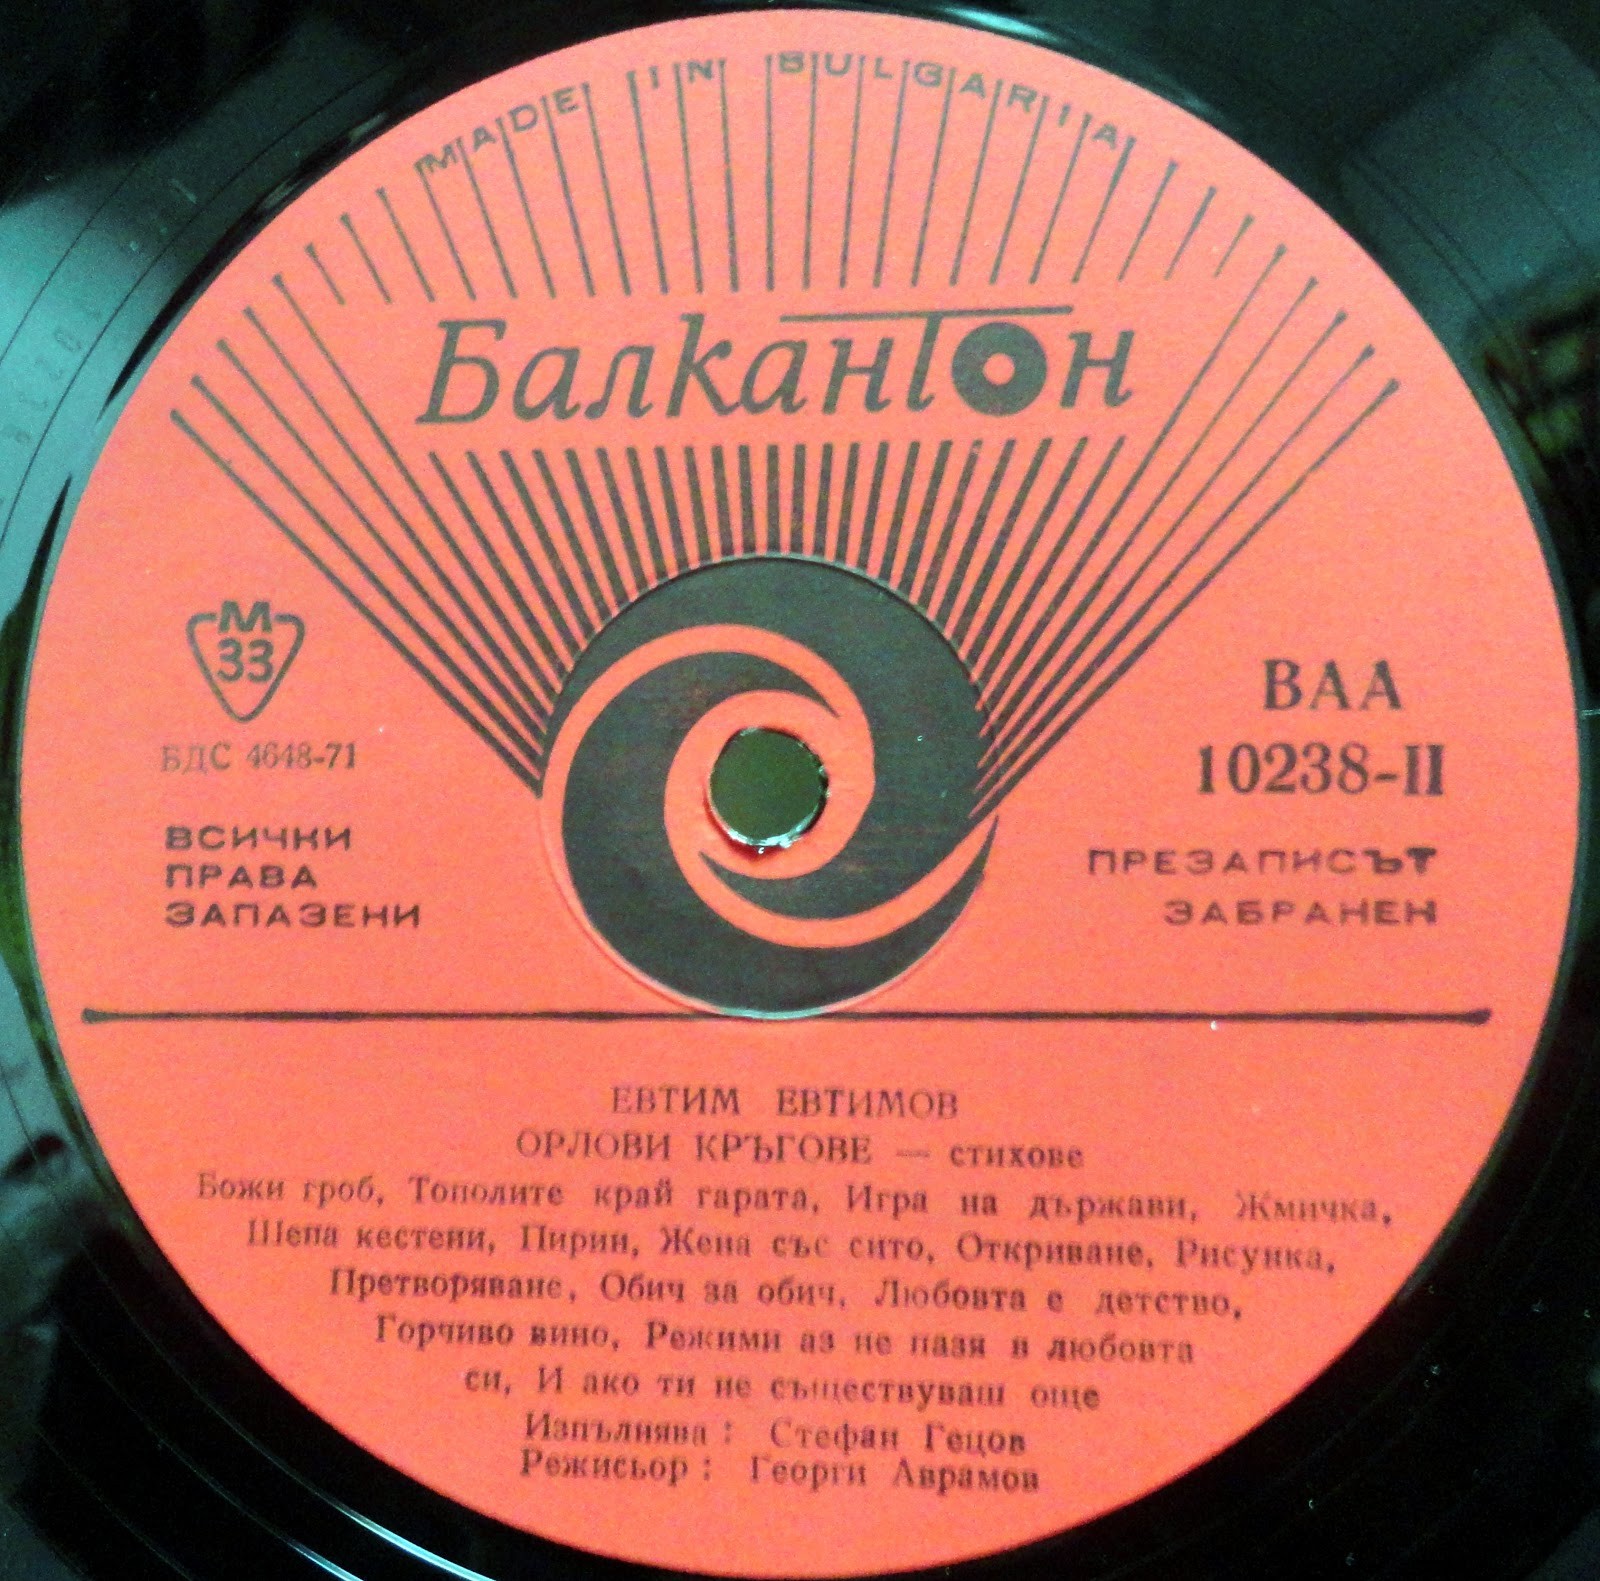 MADE IN BULGARIA
Балкантон
М
33
БДС 4648-71
ВСИЧКИ
ПРАВА
ЗАПАЗЕНИ
ВАА
10238-II
ПРЕЗАПИСЪТ
ЗАБРАНЕН
ЕВТИМ ЕВТИМОВ
ОРЛОВИ КРЪГОВЕ — стихове
Божи гроб, Тополите край гарата, Игра на държави, Жмичка,
Шепа кестени, Пирин, Жена със сито, Откриване, Рисунка,
Претворяване, Обич за обич, Любовта е детство,
Горчиво вино, Режими аз не пазя в любовта
си, И ако ти не съществуваш още
Изпълнява: Стефан Гецов
Режисьор: Георги Аврамов